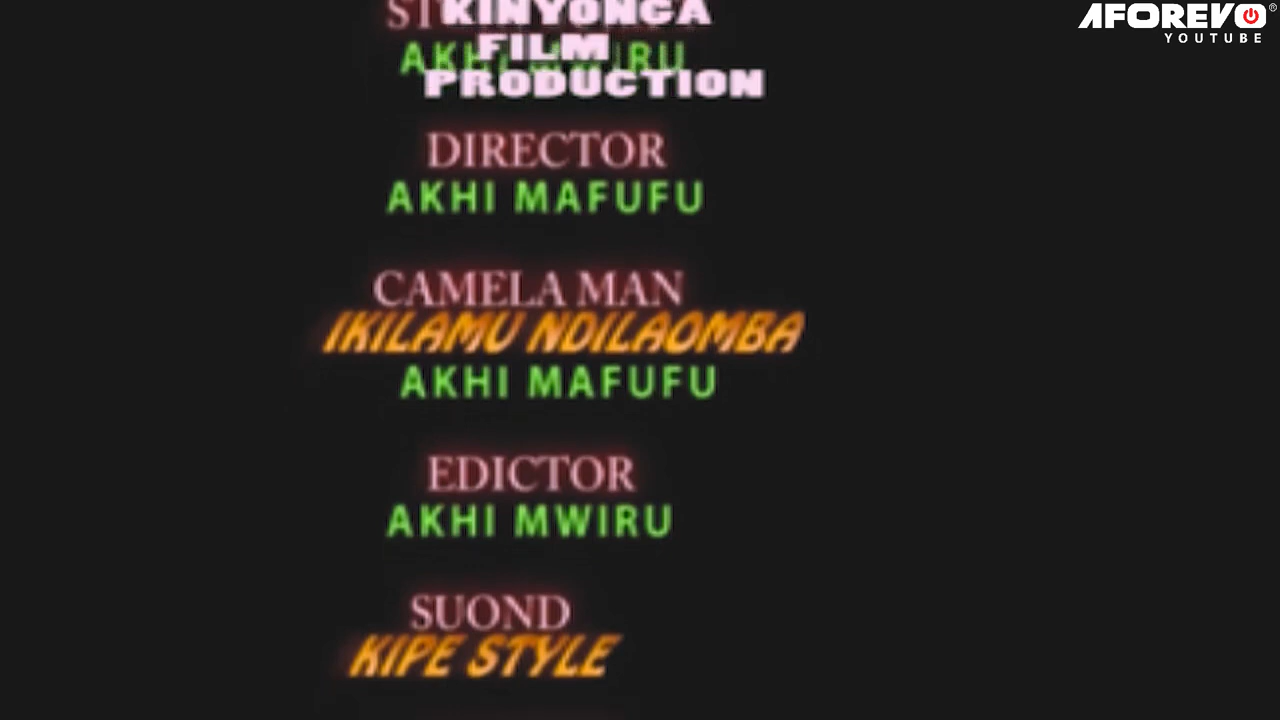 AFOREVO
YOUTUBE
KINYONGA
FILM
PRODUCTION
DIRECTOR
AKHI MAFUFU
CAMELA MAN
IKILAMU NDILAOMBA
AKHI MAFUFU
EDICTOR
AKHI MWIRU
SUOND
KIPE STYLE